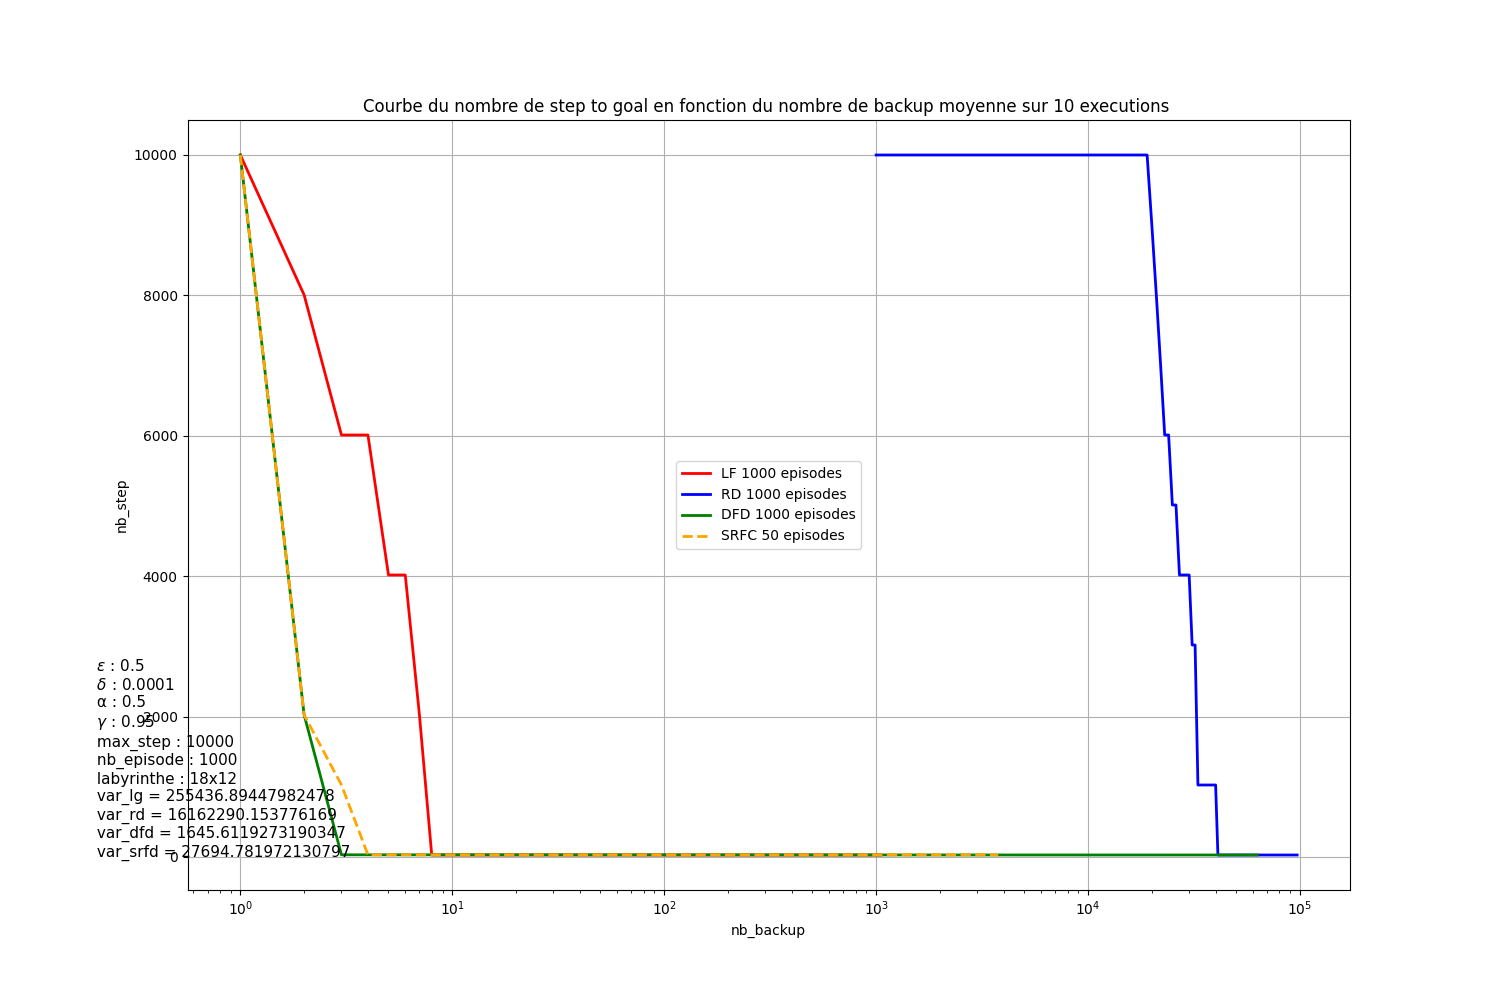 Courbe du nombre de step to goal en fonction du nombre de backup moyenne sur 10 executions
10000
8000
6000
4000
2000
0
nb_step
LF 1000 episodes
RD 1000 episodes
DFD 1000 episodes
SRFC 50 episodes
ε : 0.5
δ : 0.0001
α : 0.5
γ : 0.95
max_step : 10000
nb_episode : 1000
labyrinthe : 18x12
var_lg = 255436.89447982478
var_rd = 16162290.153776169
var_dfd = 1645.6119273190347
var_srfd = 27694.781972130797
10⁰ 10¹ 10² 10³ 10⁴ 10⁵
nb_backup